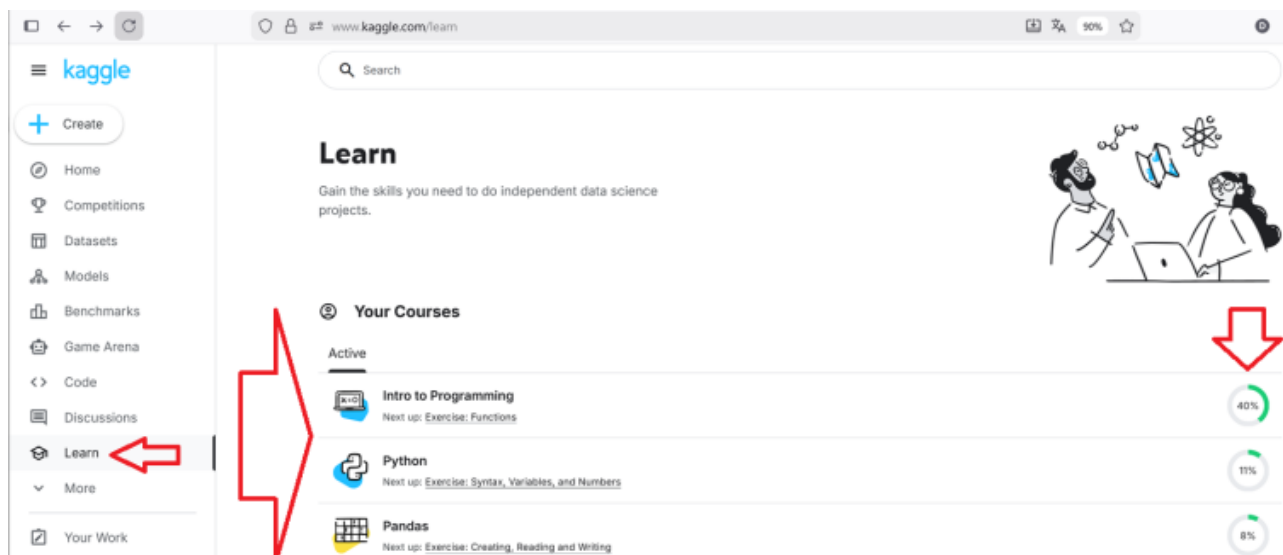 www.kaggle.com/learn
90%
D
kaggle
Search
Create
Home
Competitions
Datasets
Models
Benchmarks
Game Arena
Code
Discussions
Learn
More
Your Work
Learn
Gain the skills you need to do independent data science
projects.
Your Courses
Active
Intro to Programming
Next up: Exercise: Functions
40%
Python
Next up: Exercise: Syntax, Variables, and Numbers
11%
Pandas
Next up: Exercise: Creating, Reading and Writing
8%